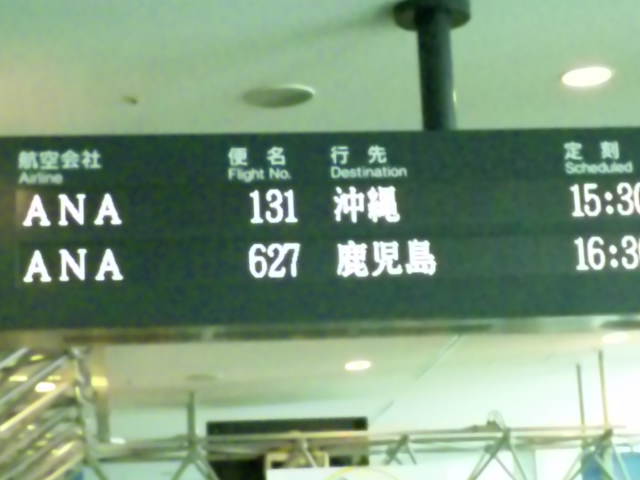 航空会社 便名 行先 定刻
Airline Flight No. Destination Scheduled
ANA 131 沖縄 15:30
ANA 627 鹿児島 16:30